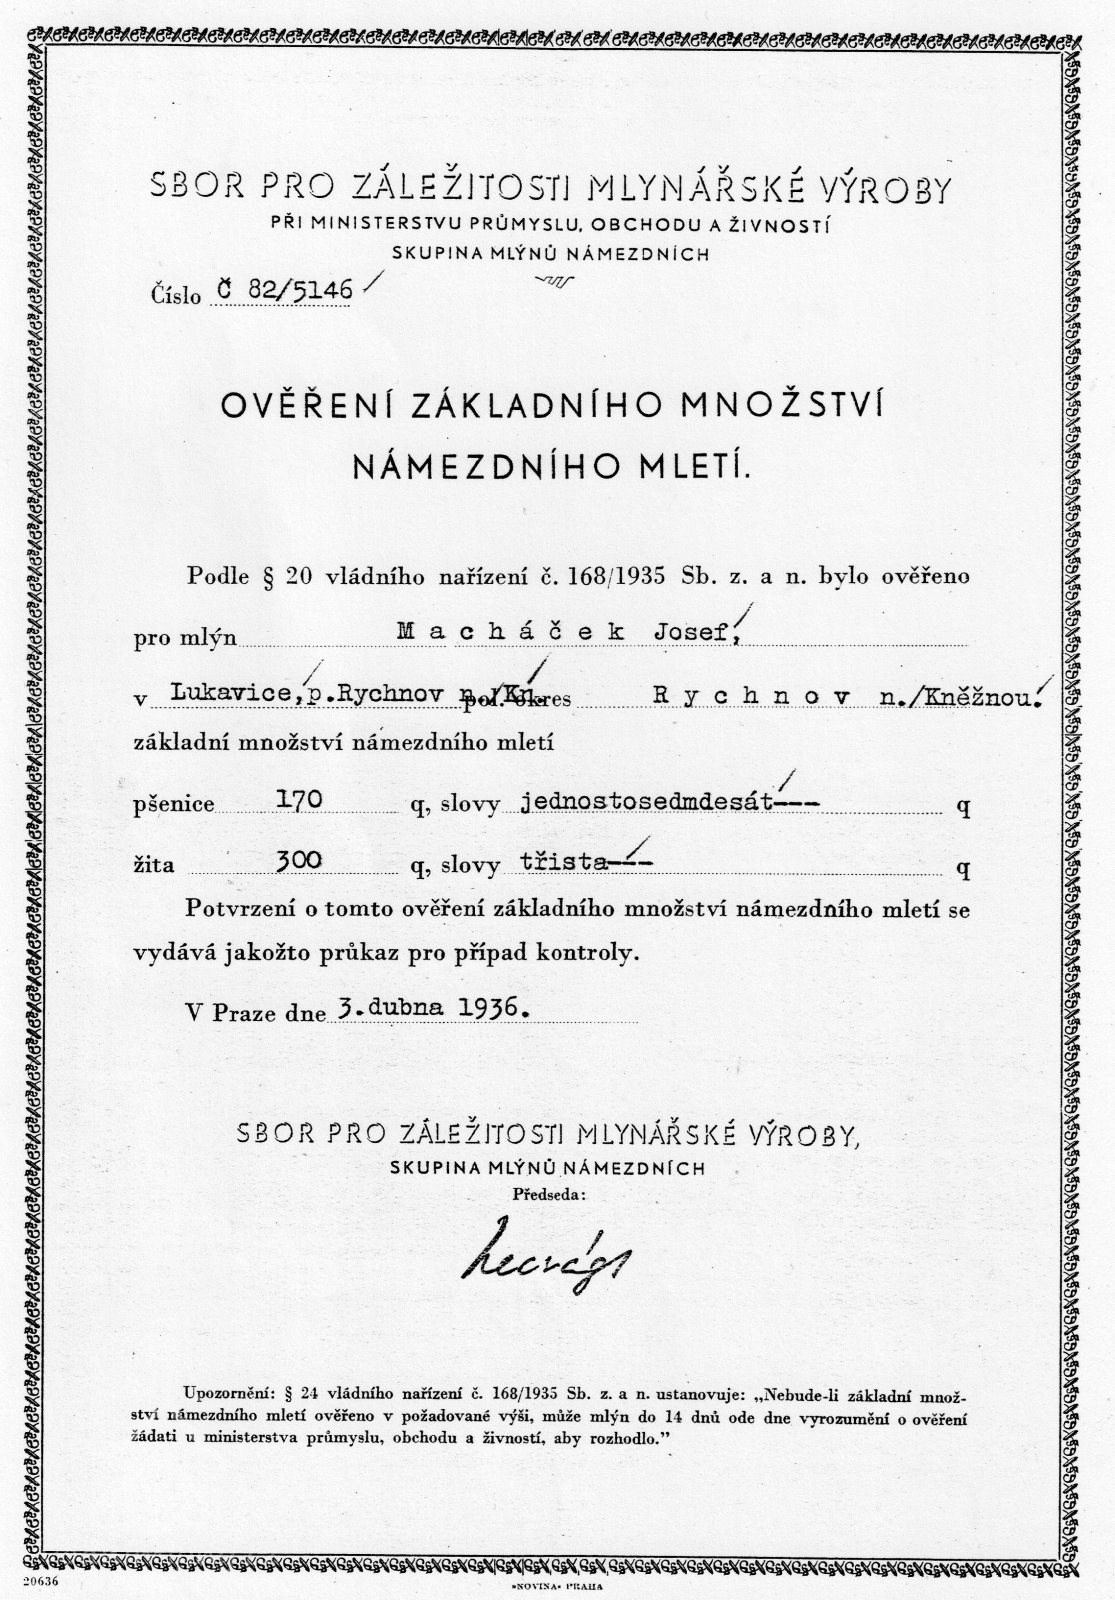 SBOR PRO ZÁLEŽITOSTI MLYNÁŘSKÉ VÝROBY
PŘI MINISTERSTVU PRŮMYSLU, OBCHODU A ŽIVNOSTÍ
SKUPINA MLÝNŮ NÁMEZDNÍCH
Číslo Č 82/5146
OVĚŘENÍ ZÁKLADNÍHO MNOŽSTVÍ
NÁMEZDNÍHO MLETÍ.
Podle § 20 vládního nařízení č. 168/1935 Sb. z. a n. bylo ověřeno
pro mlýn Macháček Josef,
v Lukavice, p. Rychnov n./Kn. pol. okres Rychnov n./Kněžnou.
základní množství námezdního mletí
pšenice 170 q, slovy jednostosedmdesát--- q
žita 300 q, slovy třista--- q
Potvrzení o tomto ověření základního množství námezdního mletí se
vydává jakožto průkaz pro případ kontroly.
V Praze dne 3. dubna 1936.
SBOR PRO ZÁLEŽITOSTI MLYNÁŘSKÉ VÝROBY,
SKUPINA MLÝNŮ NÁMEZDNÍCH
Předseda:
Upozornění: § 24 vládního nařízení č. 168/1935 Sb. z. a n. ustanovuje: „Nebude-li základní množ-
ství námezdního mletí ověřeno v požadované výši, může mlýn do 14 dnů ode dne vyrozumění o ověření
žádati u ministerstva průmyslu, obchodu a živností, aby rozhodlo.”
20636
»NOVINA« PRAHA